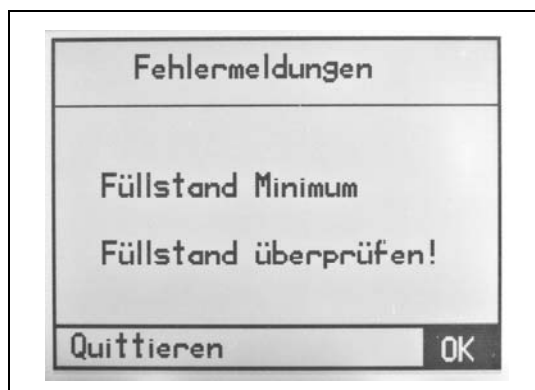 Fehlermeldungen
Füllstand Minimum
Füllstand überprüfen!
Quittieren OK